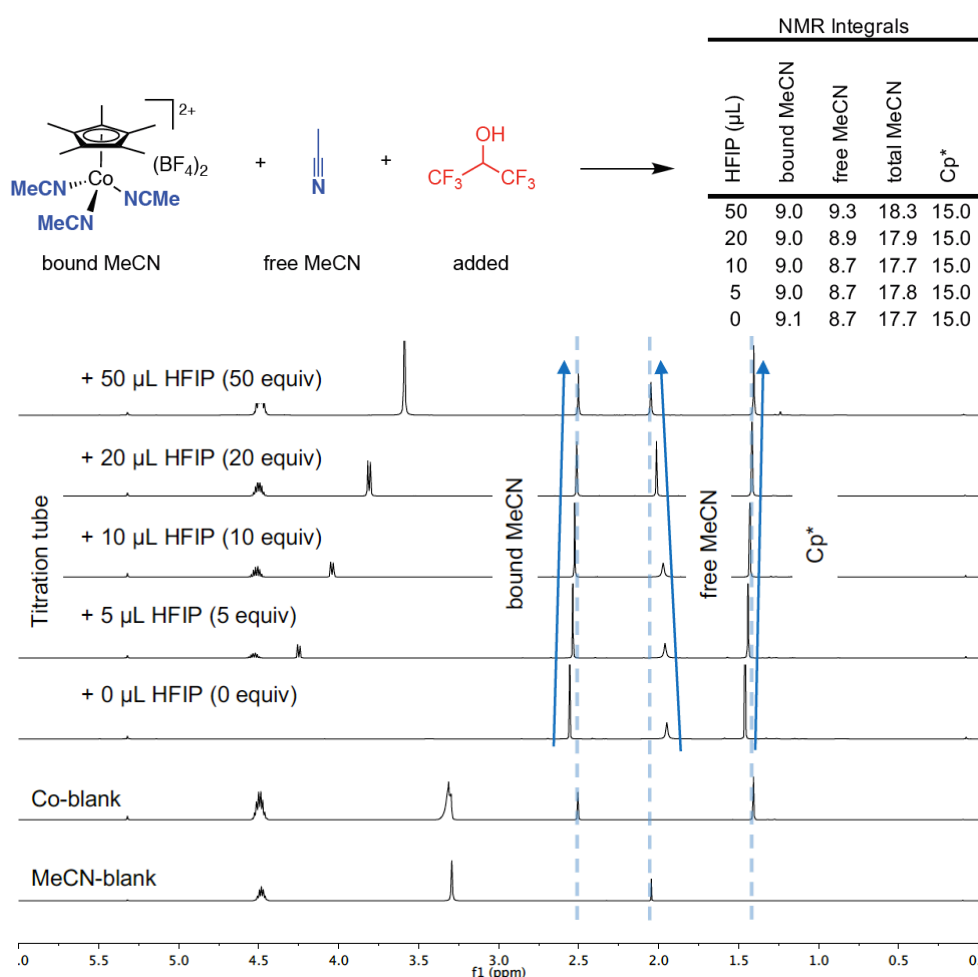 NMR Integrals
HFIP (µL) bound MeCN free MeCN total MeCN Cp*
50 9.0 9.3 18.3 15.0
20 9.0 8.9 17.9 15.0
10 9.0 8.7 17.7 15.0
5 9.0 8.7 17.8 15.0
0 9.1 8.7 17.7 15.0
2+
(BF4)2
Co
MeCN
NCMe
MeCN
+
N
+
OH
CF3 CF3
bound MeCN free MeCN added
Titration tube
+ 50 µL HFIP (50 equiv)
+ 20 µL HFIP (20 equiv)
+ 10 µL HFIP (10 equiv)
+ 5 µL HFIP (5 equiv)
+ 0 µL HFIP (0 equiv)
bound MeCN
free MeCN
Cp*
Co-blank
MeCN-blank
.0 5.5 5.0 4.5 4.0 3.5 3.0 2.5 2.0 1.5 1.0 0.5 0
f1 (ppm)